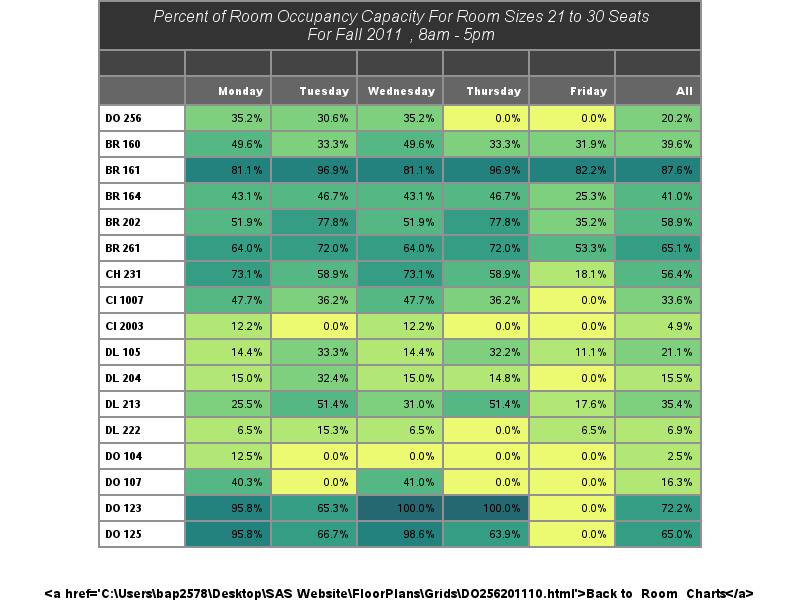 Percent of Room Occupancy Capacity For Room Sizes 21 to 30 Seats
For Fall 2011 , 8am - 5pm
Monday Tuesday Wednesday Thursday Friday All
DO 256 35.2% 30.6% 35.2% 0.0% 0.0% 20.2%
BR 160 49.6% 33.3% 49.6% 33.3% 31.9% 39.6%
BR 161 81.1% 96.9% 81.1% 96.9% 82.2% 87.6%
BR 164 43.1% 46.7% 43.1% 46.7% 25.3% 41.0%
BR 202 51.9% 77.8% 51.9% 77.8% 35.2% 58.9%
BR 261 64.0% 72.0% 64.0% 72.0% 53.3% 65.1%
CH 231 73.1% 58.9% 73.1% 58.9% 18.1% 56.4%
CI 1007 47.7% 36.2% 47.7% 36.2% 0.0% 33.6%
CI 2003 12.2% 0.0% 12.2% 0.0% 0.0% 4.9%
DL 105 14.4% 33.3% 14.4% 32.2% 11.1% 21.1%
DL 204 15.0% 32.4% 15.0% 14.8% 0.0% 15.5%
DL 213 25.5% 51.4% 31.0% 51.4% 17.6% 35.4%
DL 222 6.5% 15.3% 6.5% 0.0% 6.5% 6.9%
DO 104 12.5% 0.0% 0.0% 0.0% 0.0% 2.5%
DO 107 40.3% 0.0% 41.0% 0.0% 0.0% 16.3%
DO 123 95.8% 65.3% 100.0% 100.0% 0.0% 72.2%
DO 125 95.8% 66.7% 98.6% 63.9% 0.0% 65.0%
<a href='C:\Users\bap2578\Desktop\SAS Website\FloorPlans\Grids\DO256201110.html'>Back to Room Charts</a>